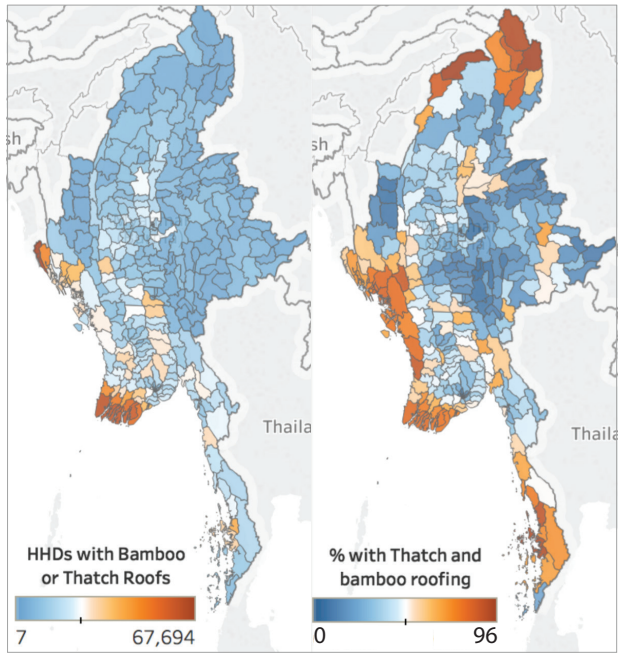 sh
sh
Thaila
Thaila
HHDs with Bamboo
or Thatch Roofs
7
67,694
% with Thatch and
bamboo roofing
0
96